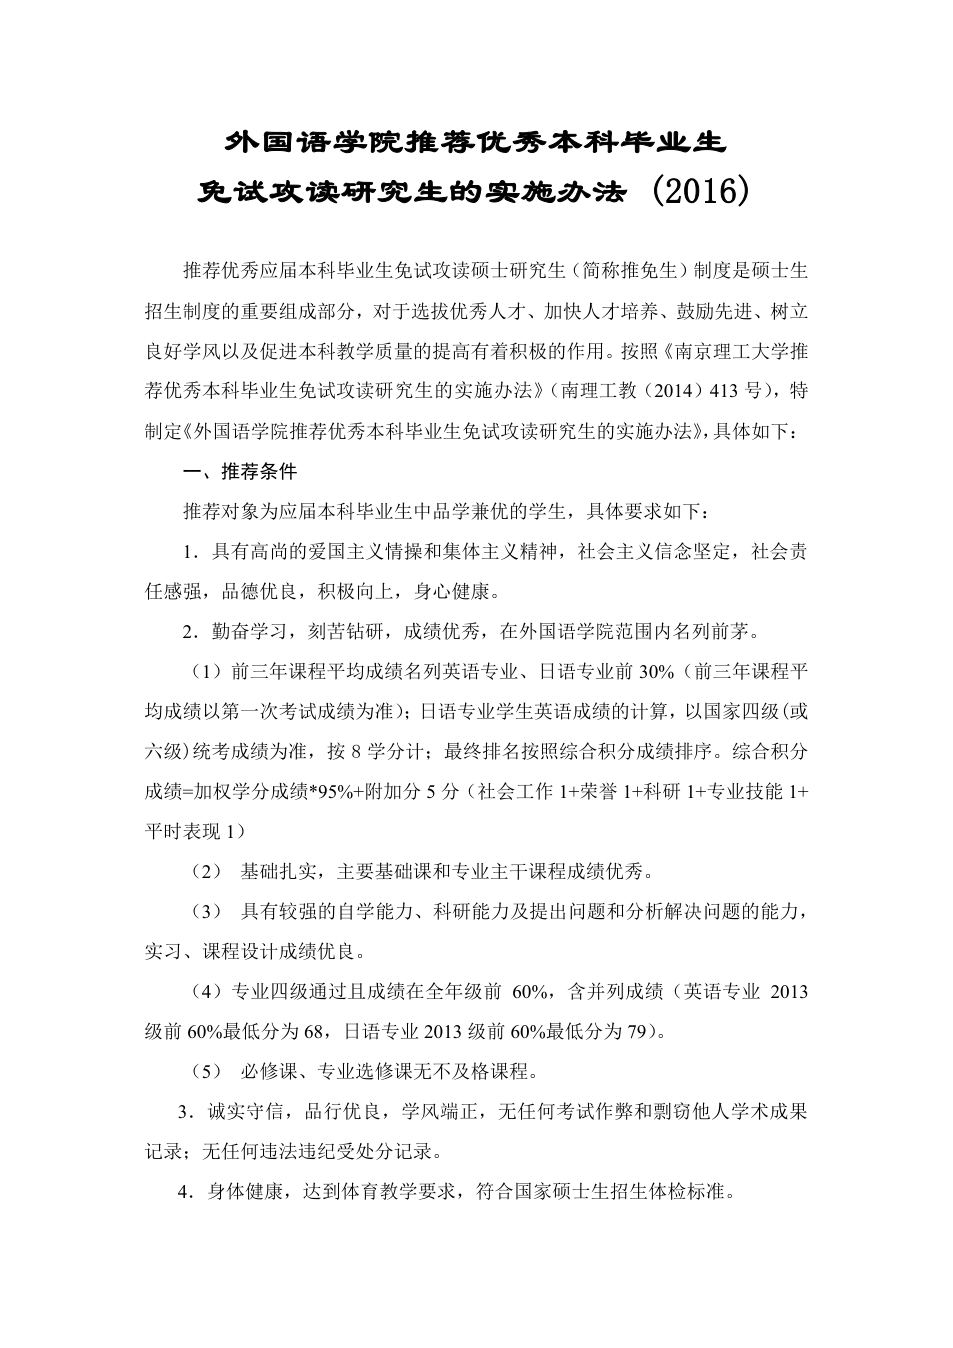 外国语学院推荐优秀本科毕业生
免试攻读研究生的实施办法（2016）
推荐优秀应届本科毕业生免试攻读硕士研究生（简称推免生）制度是硕士生
招生制度的重要组成部分，对于选拔优秀人才、加快人才培养、鼓励先进、树立
良好学风以及促进本科教学质量的提高有着积极的作用。按照《南京理工大学推
荐优秀本科毕业生免试攻读研究生的实施办法》（南理工教（2014）413 号），特
制定《外国语学院推荐优秀本科毕业生免试攻读研究生的实施办法》，具体如下：
一、推荐条件
推荐对象为应届本科毕业生中品学兼优的学生，具体要求如下：
1．具有高尚的爱国主义情操和集体主义精神，社会主义信念坚定，社会责
任感强，品德优良，积极向上，身心健康。
2．勤奋学习，刻苦钻研，成绩优秀，在外国语学院范围内名列前茅。
（1）前三年课程平均成绩名列英语专业、日语专业前 30%（前三年课程平
均成绩以第一次考试成绩为准）；日语专业学生英语成绩的计算，以国家四级(或
六级)统考成绩为准，按 8 学分计；最终排名按照综合积分成绩排序。综合积分
成绩=加权学分成绩*95%+附加分 5 分（社会工作 1+荣誉 1+科研 1+专业技能 1+
平时表现 1）
（2） 基础扎实，主要基础课和专业主干课程成绩优秀。
（3） 具有较强的自学能力、科研能力及提出问题和分析解决问题的能力，
实习、课程设计成绩优良。
（4）专业四级通过且成绩在全年级前 60%，含并列成绩（英语专业 2013
级前 60%最低分为 68，日语专业 2013 级前 60%最低分为 79）。
（5） 必修课、专业选修课无不及格课程。
3．诚实守信，品行优良，学风端正，无任何考试作弊和剽窃他人学术成果
记录；无任何违法违纪受处分记录。
4．身体健康，达到体育教学要求，符合国家硕士生招生体检标准。